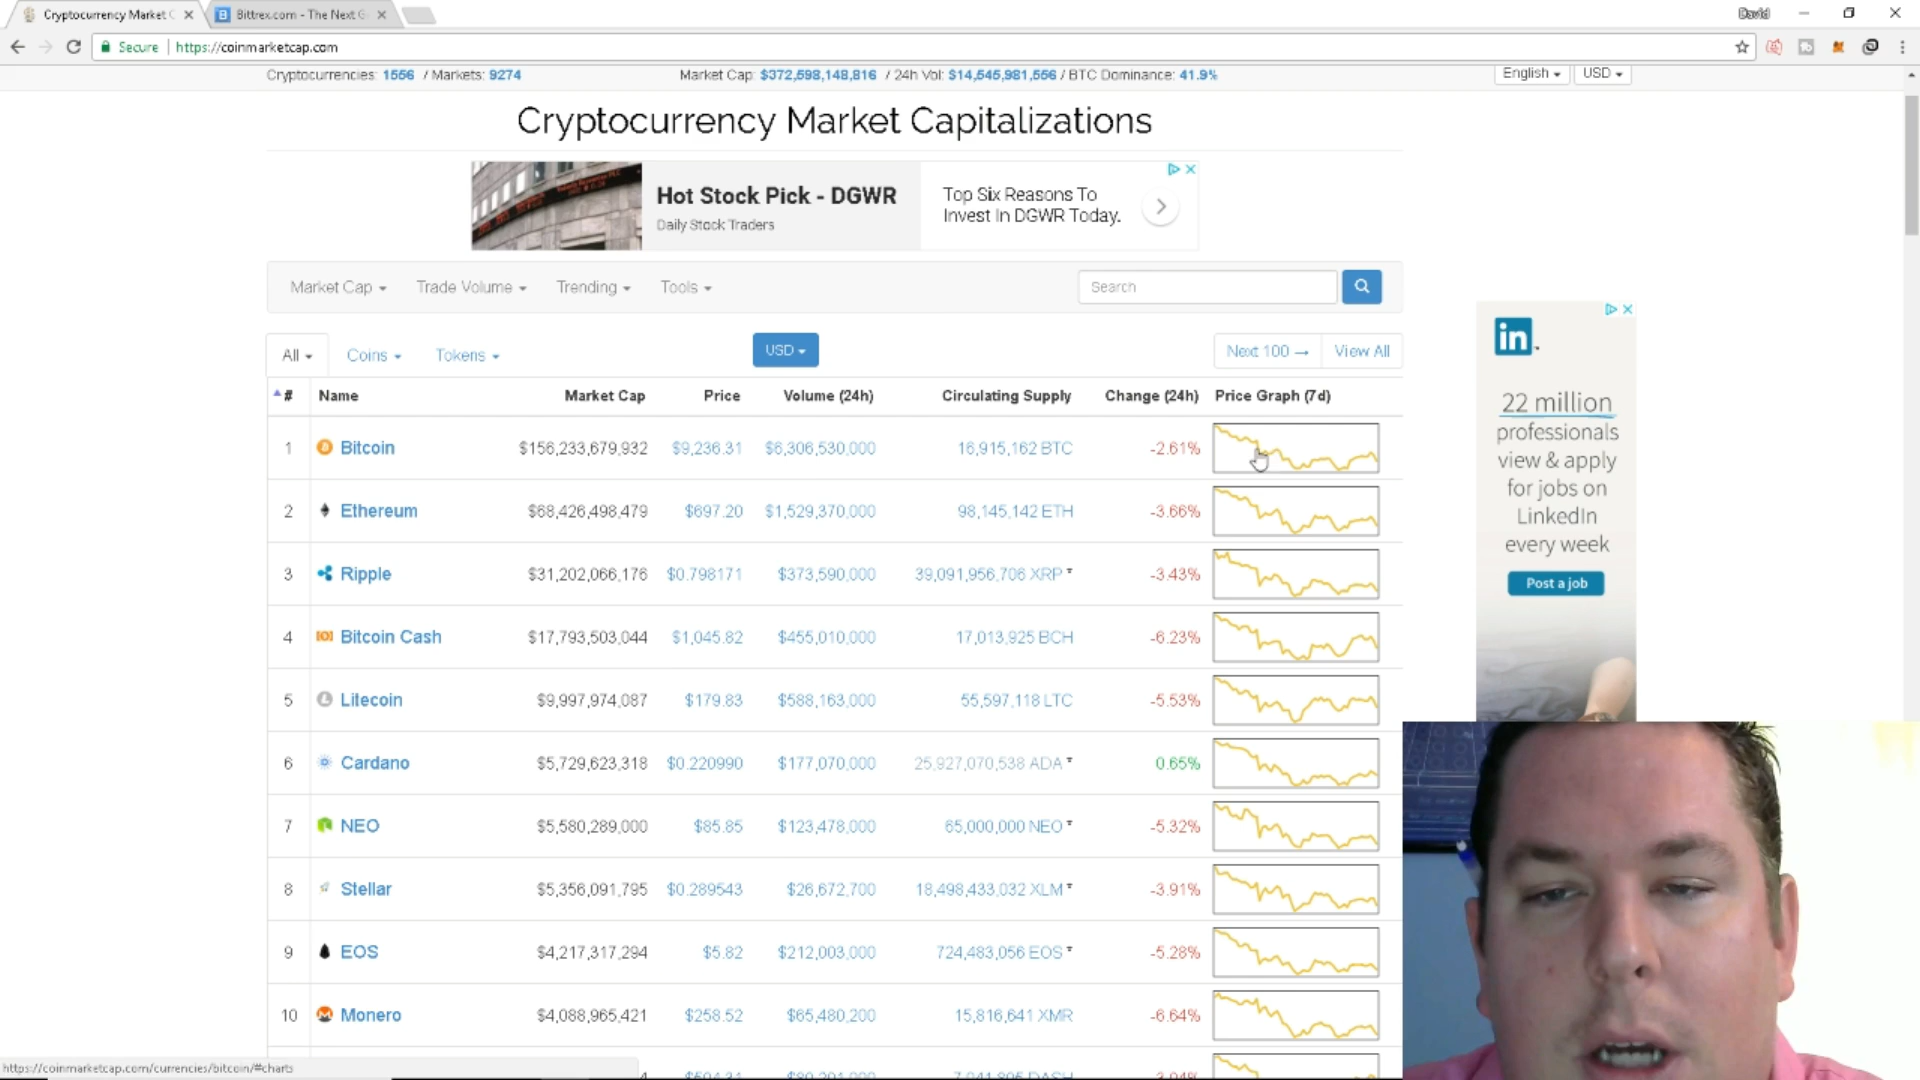 Cryptocurrency Market C
Bittrex.com - The Next G
David
Secure
https://coinmarketcap.com
Cryptocurrencies: 1556 / Markets: 9274
Market Cap: $372,598,148,816 / 24h Vol: $14,545,981,556 / BTC Dominance: 41.9%
English
USD
Cryptocurrency Market Capitalizations
Hot Stock Pick - DGWR
Daily Stock Traders
Top Six Reasons To
Invest In DGWR Today.
Market Cap
Trade Volume
Trending
Tools
Search
All
Coins
Tokens
USD
Next 100 →
View All
# Name Market Cap Price Volume (24h) Circulating Supply Change (24h) Price Graph (7d)
1 Bitcoin $156,233,679,932 $9,236.31 $6,306,530,000 16,915,162 BTC -2.61%
2 Ethereum $68,426,498,479 $697.20 $1,529,370,000 98,145,142 ETH -3.66%
3 Ripple $31,202,066,176 $0.798171 $373,590,000 39,091,956,706 XRP * -3.43%
4 Bitcoin Cash $17,793,503,044 $1,045.82 $455,010,000 17,013,925 BCH -6.23%
5 Litecoin $9,997,974,087 $179.83 $588,163,000 55,597,118 LTC -5.53%
6 Cardano $5,729,623,318 $0.220990 $177,070,000 25,927,070,538 ADA * 0.65%
7 NEO $5,580,289,000 $85.85 $123,478,000 65,000,000 NEO * -5.32%
8 Stellar $5,356,091,795 $0.289543 $26,672,700 18,498,433,032 XLM * -3.91%
9 EOS $4,217,317,294 $5.82 $212,003,000 724,483,056 EOS * -5.28%
10 Monero $4,088,965,421 $258.52 $65,480,200 15,816,641 XMR -6.64%
in
22 million
professionals
view & apply
for jobs on
LinkedIn
every week
Post a job
https://coinmarketcap.com/currencies/bitcoin/#charts